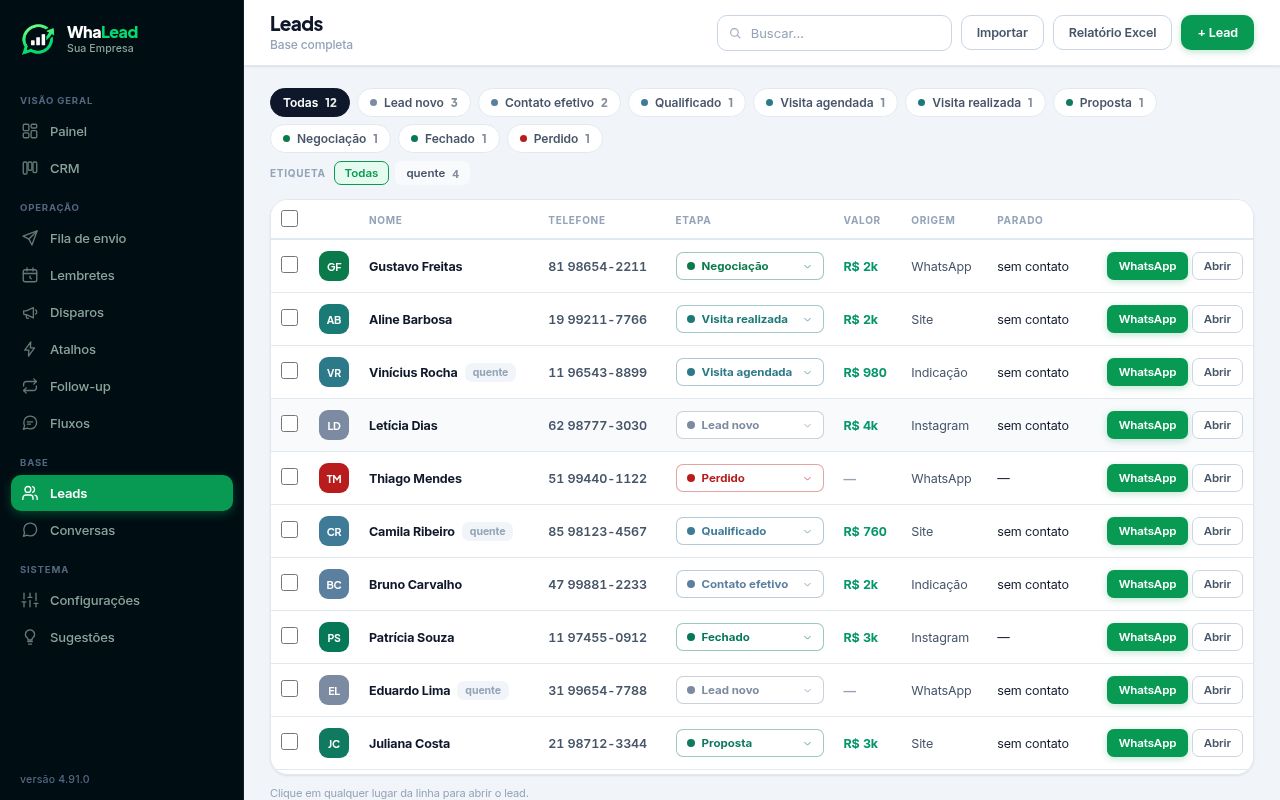 WhaLead
Sua Empresa
VISÃO GERAL
Painel
CRM
OPERAÇÃO
Fila de envio
Lembretes
Disparos
Atalhos
Follow-up
Fluxos
BASE
Leads
Conversas
SISTEMA
Configurações
Sugestões
versão 4.91.0
Leads
Base completa
Buscar...
Importar
Relatório Excel
+ Lead
Todas 12
Lead novo 3
Contato efetivo 2
Qualificado 1
Visita agendada 1
Visita realizada 1
Proposta 1
Negociação 1
Fechado 1
Perdido 1
ETIQUETA Todas quente 4
NOME TELEFONE ETAPA VALOR ORIGEM PARADO
GF Gustavo Freitas 81 98654-2211 Negociação R$ 2k WhatsApp sem contato WhatsApp Abrir
AB Aline Barbosa 19 99211-7766 Visita realizada R$ 2k Site sem contato WhatsApp Abrir
VR Vinícius Rocha quente 11 96543-8899 Visita agendada R$ 980 Indicação sem contato WhatsApp Abrir
LD Letícia Dias 62 98777-3030 Lead novo R$ 4k Instagram sem contato WhatsApp Abrir
TM Thiago Mendes 51 99440-1122 Perdido — WhatsApp — WhatsApp Abrir
CR Camila Ribeiro quente 85 98123-4567 Qualificado R$ 760 Site sem contato WhatsApp Abrir
BC Bruno Carvalho 47 99881-2233 Contato efetivo R$ 2k Indicação sem contato WhatsApp Abrir
PS Patrícia Souza 11 97455-0912 Fechado R$ 3k Instagram — WhatsApp Abrir
EL Eduardo Lima quente 31 99654-7788 Lead novo — WhatsApp sem contato WhatsApp Abrir
JC Juliana Costa 21 98712-3344 Proposta R$ 3k Site sem contato WhatsApp Abrir
Clique em qualquer lugar da linha para abrir o lead.